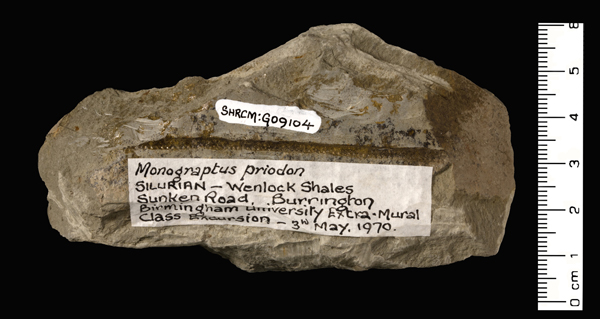 SHRCM:G09104
Monograptus priodon
SILURIAN - Wenlock Shales
Sunken Road, Burrington
Birmingham University Extra-Mural
Class Excursion - 3rd May, 1970.
8
5
4
3
2
1
0 cm